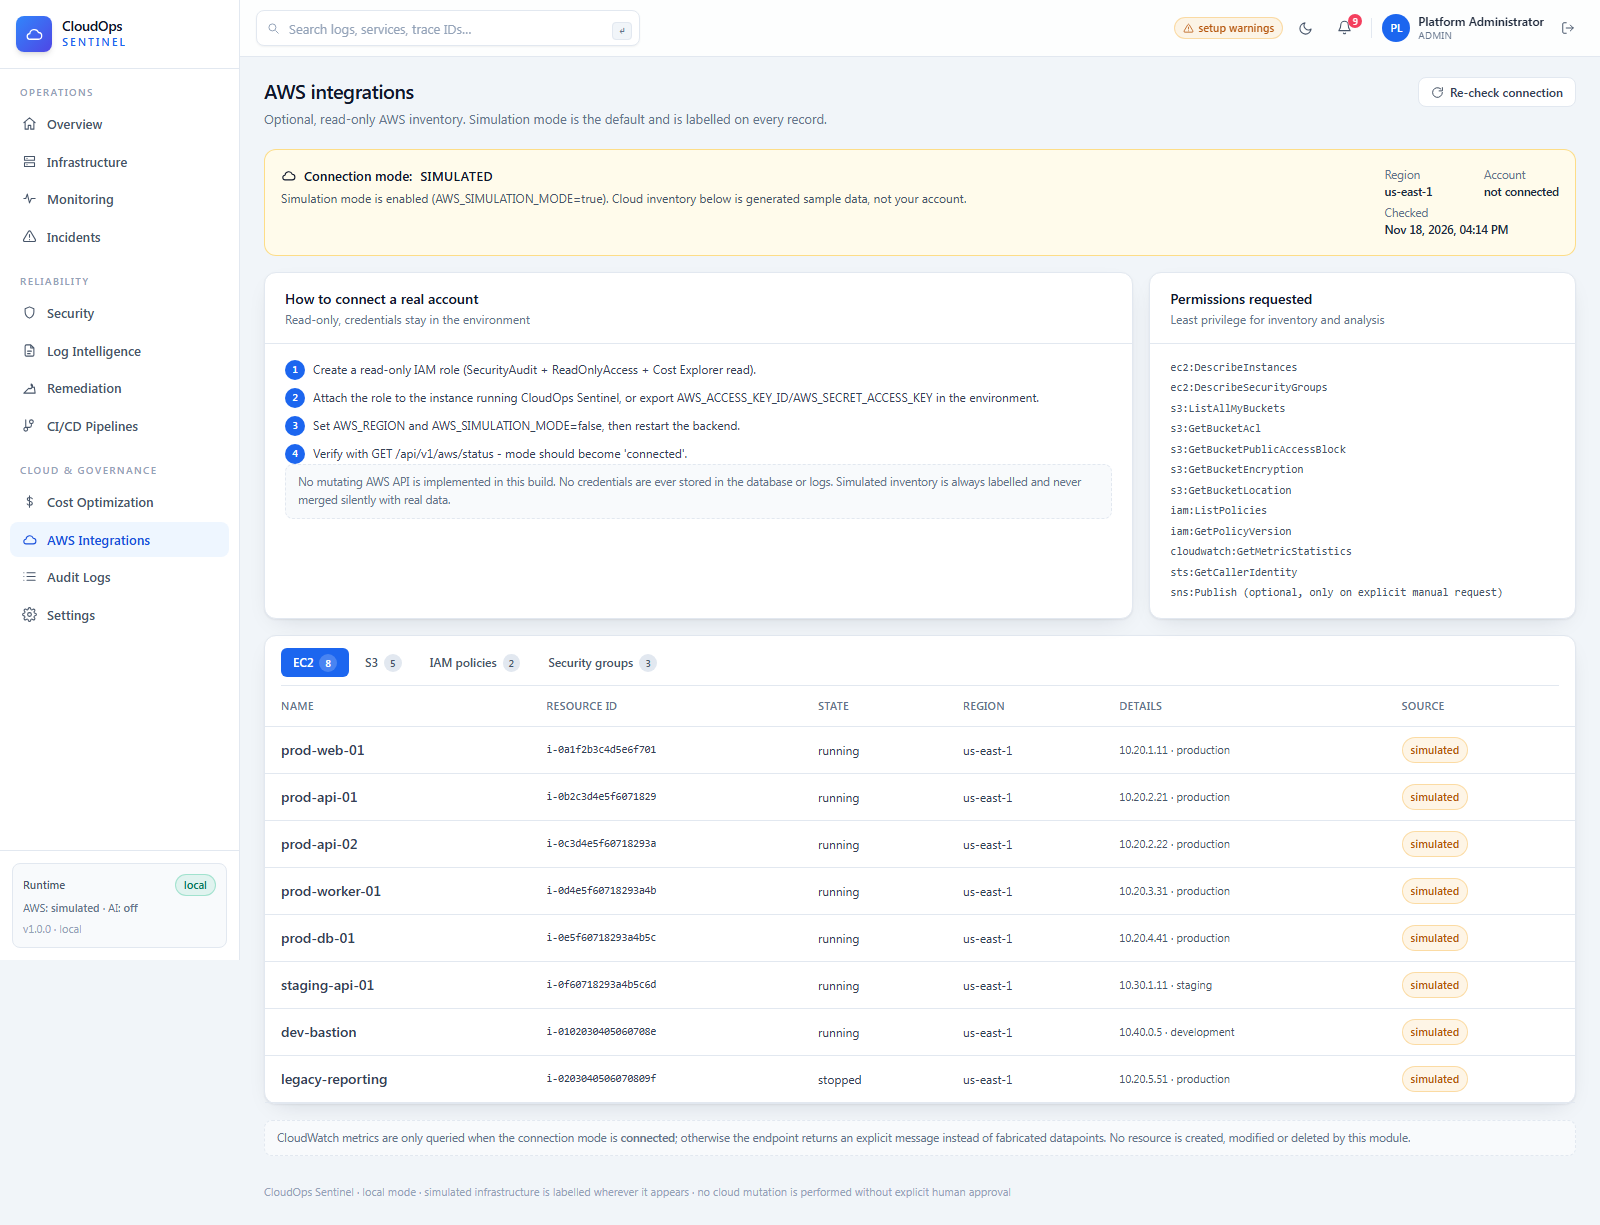 CloudOps
SENTINEL
Search logs, services, trace IDs...
↵
setup warnings
9
PL
Platform Administrator
ADMIN
OPERATIONS
Overview
Infrastructure
Monitoring
Incidents
RELIABILITY
Security
Log Intelligence
Remediation
CI/CD Pipelines
CLOUD & GOVERNANCE
Cost Optimization
AWS Integrations
Audit Logs
Settings
Runtime
local
AWS: simulated · AI: off
v1.0.0 · local
AWS integrations
Optional, read-only AWS inventory. Simulation mode is the default and is labelled on every record.
Re-check connection
Connection mode: SIMULATED
Simulation mode is enabled (AWS_SIMULATION_MODE=true). Cloud inventory below is generated sample data, not your account.
Region
us-east-1
Account
not connected
Checked
Nov 18, 2026, 04:14 PM
How to connect a real account
Read-only, credentials stay in the environment
1 Create a read-only IAM role (SecurityAudit + ReadOnlyAccess + Cost Explorer read).
2 Attach the role to the instance running CloudOps Sentinel, or export AWS_ACCESS_KEY_ID/AWS_SECRET_ACCESS_KEY in the environment.
3 Set AWS_REGION and AWS_SIMULATION_MODE=false, then restart the backend.
4 Verify with GET /api/v1/aws/status - mode should become 'connected'.
No mutating AWS API is implemented in this build. No credentials are ever stored in the database or logs. Simulated inventory is always labelled and never
merged silently with real data.
Permissions requested
Least privilege for inventory and analysis
ec2:DescribeInstances
ec2:DescribeSecurityGroups
s3:ListAllMyBuckets
s3:GetBucketAcl
s3:GetBucketPublicAccessBlock
s3:GetBucketEncryption
s3:GetBucketLocation
iam:ListPolicies
iam:GetPolicyVersion
cloudwatch:GetMetricStatistics
sts:GetCallerIdentity
sns:Publish (optional, only on explicit manual request)
EC2 8 S3 5 IAM policies 2 Security groups 3
NAME RESOURCE ID STATE REGION DETAILS SOURCE
prod-web-01 i-0a1f2b3c4d5e6f701 running us-east-1 10.20.1.11 · production simulated
prod-api-01 i-0b2c3d4e5f6071829 running us-east-1 10.20.2.21 · production simulated
prod-api-02 i-0c3d4e5f60718293a running us-east-1 10.20.2.22 · production simulated
prod-worker-01 i-0d4e5f60718293a4b running us-east-1 10.20.3.31 · production simulated
prod-db-01 i-0e5f60718293a4b5c running us-east-1 10.20.4.41 · production simulated
staging-api-01 i-0f60718293a4b5c6d running us-east-1 10.30.1.11 · staging simulated
dev-bastion i-0102030405060708e running us-east-1 10.40.0.5 · development simulated
legacy-reporting i-0203040506070809f stopped us-east-1 10.20.5.51 · production simulated
CloudWatch metrics are only queried when the connection mode is connected; otherwise the endpoint returns an explicit message instead of fabricated datapoints. No resource is created, modified or deleted by this module.
CloudOps Sentinel · local mode · simulated infrastructure is labelled wherever it appears · no cloud mutation is performed without explicit human approval